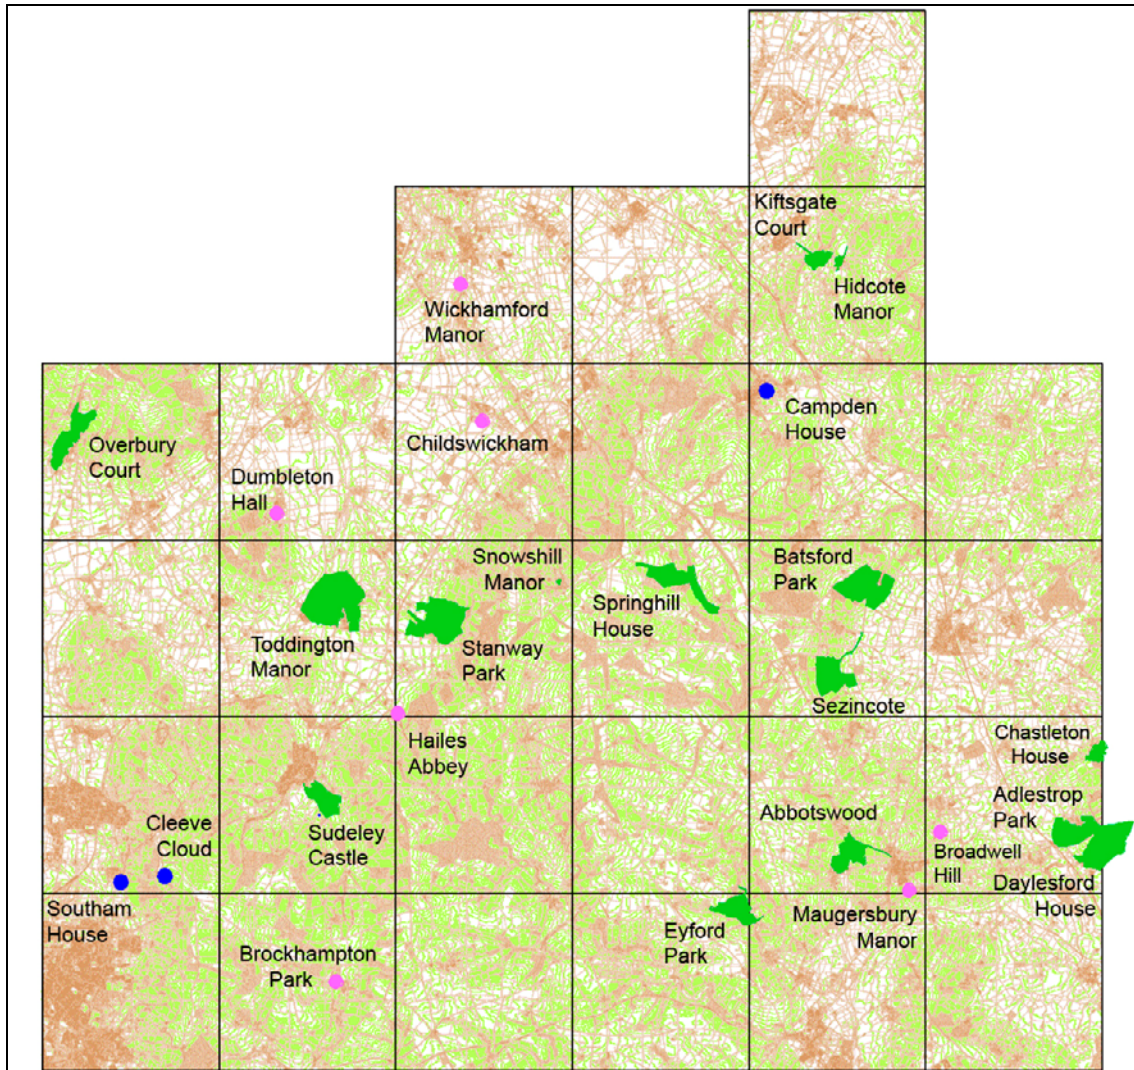 Kiftsgate
Court
Hidcote
Manor
Wickhamford
Manor
Campden
House
Childswickham
Overbury
Court
Dumbleton
Hall
Snowshill
Manor
Batsford
Park
Springhill
House
Toddington
Manor
Stanway
Park
Sezincote
Hailes
Abbey
Chastleton
House
Adlestrop
Park
Abbotswood
Cleeve
Cloud
Sudeley
Castle
Broadwell
Hill
Daylesford
House
Southam
House
Maugersbury
Manor
Eyford
Park
Brockhampton
Park